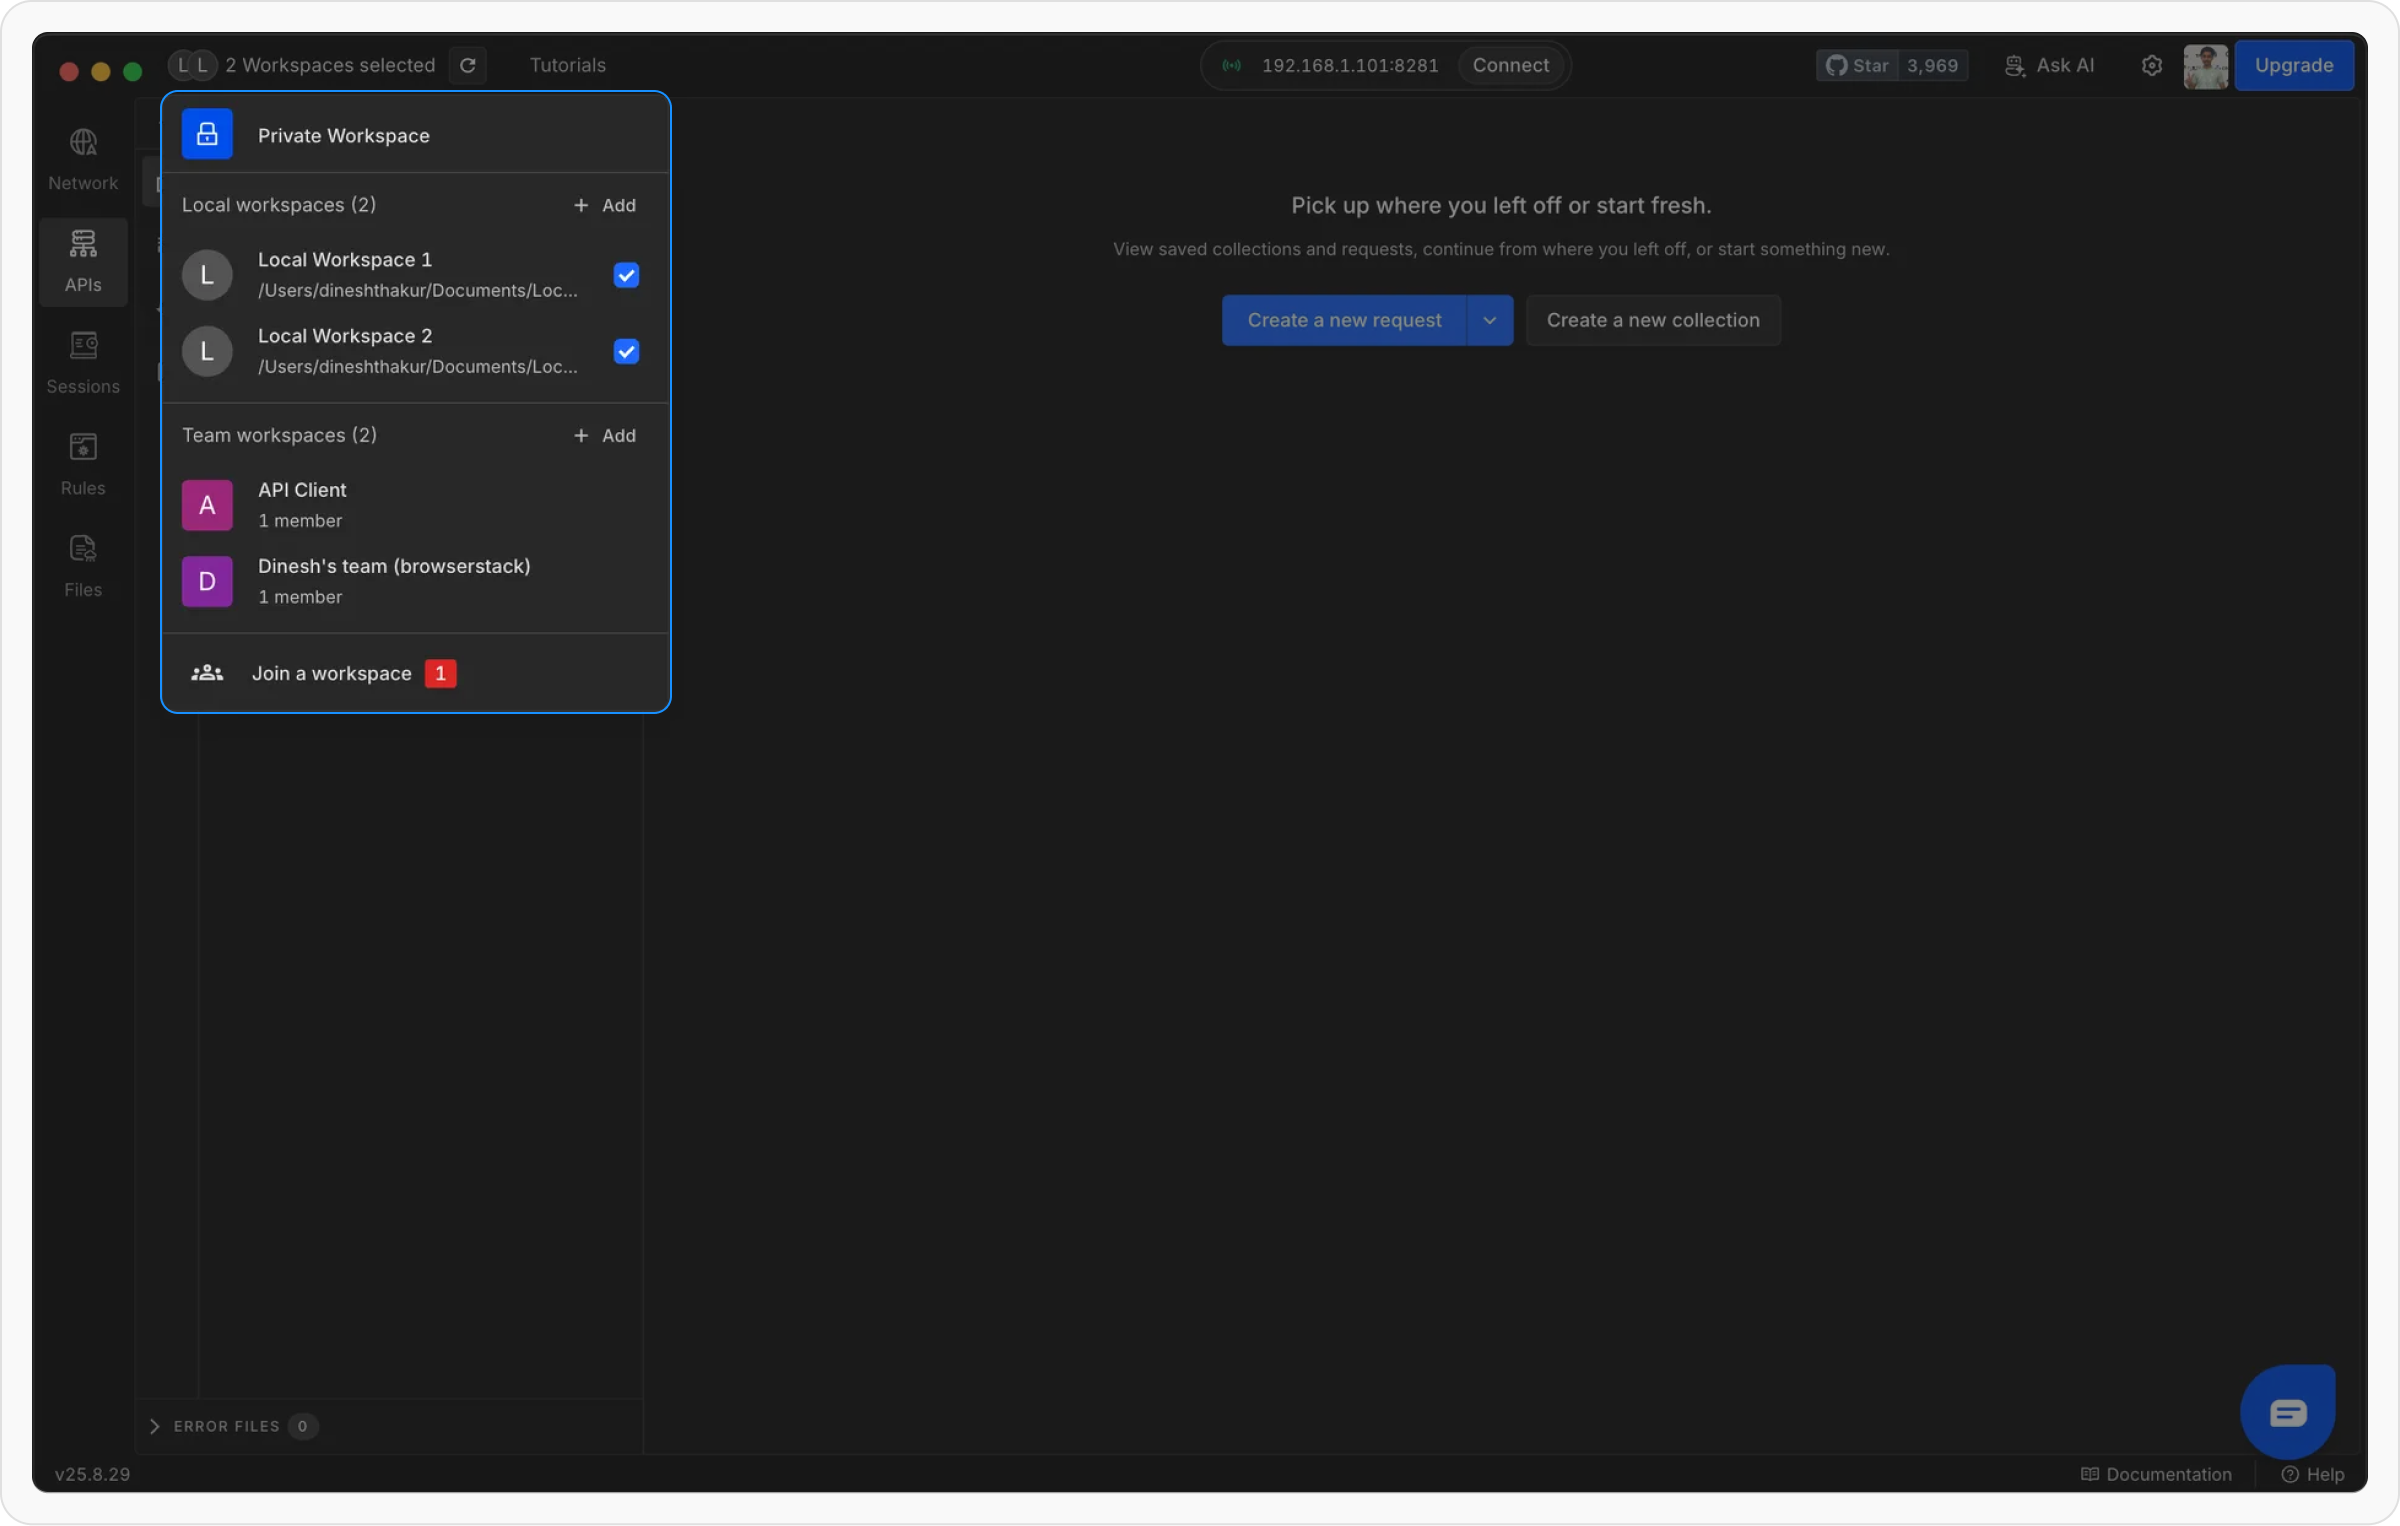 L L 2 Workspaces selected
Tutorials
192.168.1.101:8281
Connect
Star 3,969
Ask AI
Upgrade
Network
APIs
Sessions
Rules
Files
Private Workspace
Local workspaces (2)
+ Add
L
Local Workspace 1
/Users/dineshthakur/Documents/Loc...
L
Local Workspace 2
/Users/dineshthakur/Documents/Loc...
Team workspaces (2)
+ Add
A
API Client
1 member
D
Dinesh's team (browserstack)
1 member
Join a workspace 1
Pick up where you left off or start fresh.
View saved collections and requests, continue from where you left off, or start something new.
Create a new request
Create a new collection
ERROR FILES 0
v25.8.29
Documentation
Help